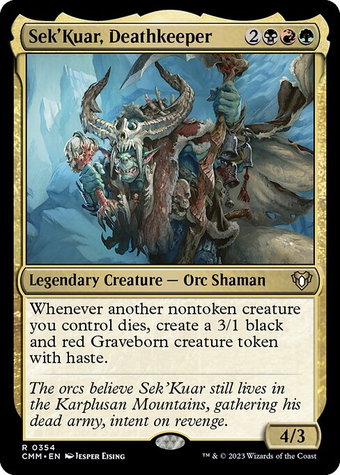 Sek'Kuar, Deathkeeper 2
Legendary Creature — Orc Shaman
Whenever another nontoken creature
you control dies, create a 3/1 black
and red Graveborn creature token
with haste.
The orcs believe Sek'Kuar still lives in
the Karplusan Mountains, gathering his
dead army, intent on revenge.
4/3
R 0354
CMM • EN JESPER EISING
™ & © 2023 Wizards of the Coast